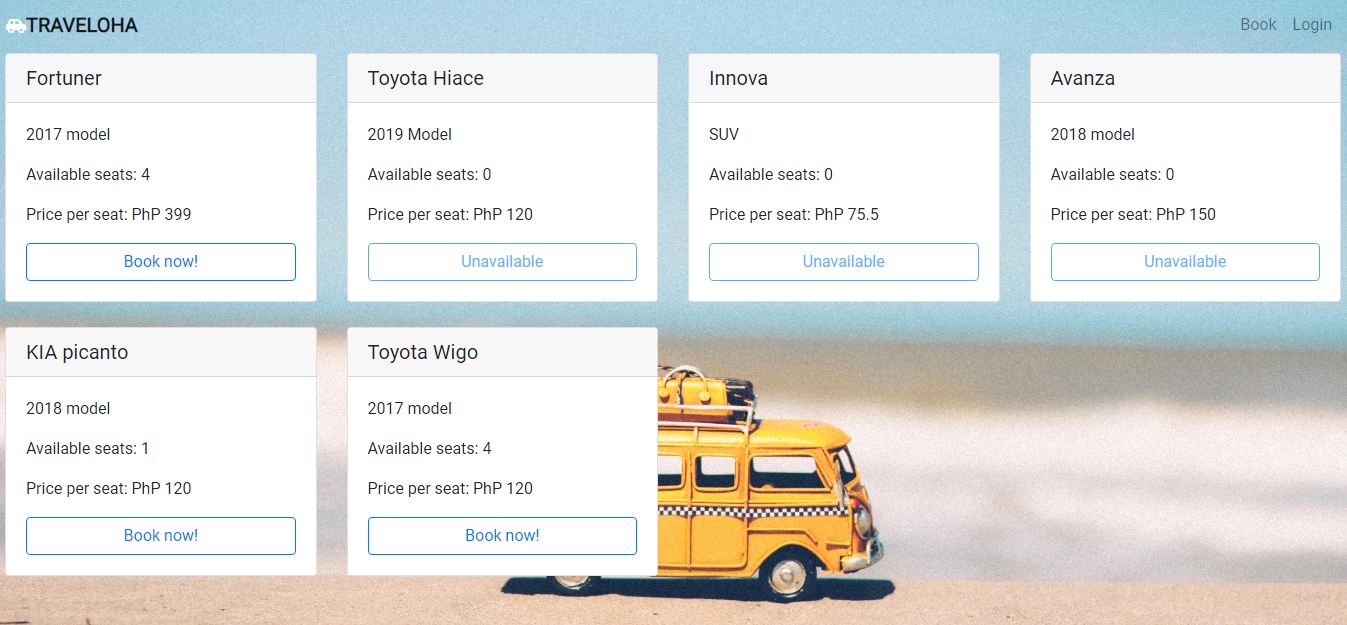 TRAVELOHA
Book Login
Fortuner
2017 model
Available seats: 4
Price per seat: PhP 399
Book now!
Toyota Hiace
2019 Model
Available seats: 0
Price per seat: PhP 120
Unavailable
Innova
SUV
Available seats: 0
Price per seat: PhP 75.5
Unavailable
Avanza
2018 model
Available seats: 0
Price per seat: PhP 150
Unavailable
KIA picanto
2018 model
Available seats: 1
Price per seat: PhP 120
Book now!
Toyota Wigo
2017 model
Available seats: 4
Price per seat: PhP 120
Book now!